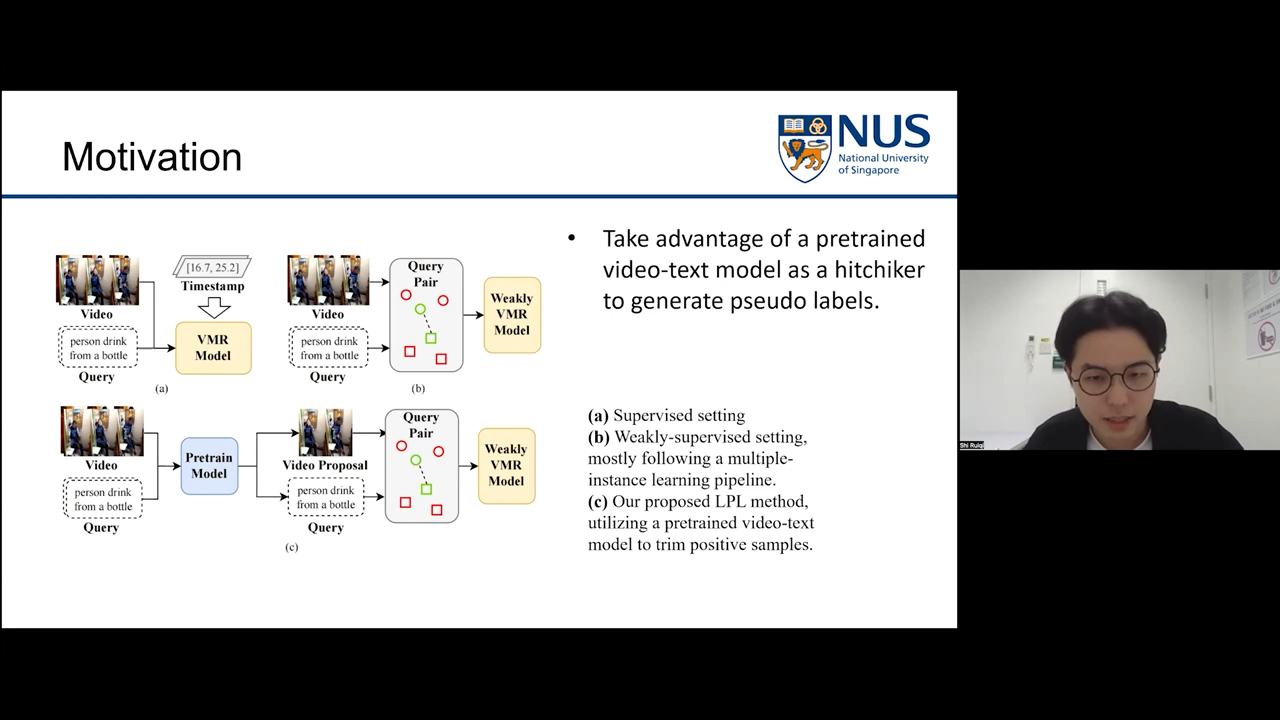 Motivation
NUS
National University
of Singapore
Take advantage of a pretrained
video-text model as a hitchiker
to generate pseudo labels.
[16.7, 25.2]
Timestamp
Video
person drink
from a bottle
Query
VMR
Model
(a)
Video
person drink
from a bottle
Query
Query
Pair
Weakly
VMR
Model
(b)
Video
person drink
from a bottle
Query
Pretrain
Model
Video Proposal
person drink
from a bottle
Query
Query
Pair
Weakly
VMR
Model
(c)
(a) Supervised setting
(b) Weakly-supervised setting,
mostly following a multiple-
instance learning pipeline.
(c) Our proposed LPL method,
utilizing a pretrained video-text
model to trim positive samples.
Shi Ruiqi